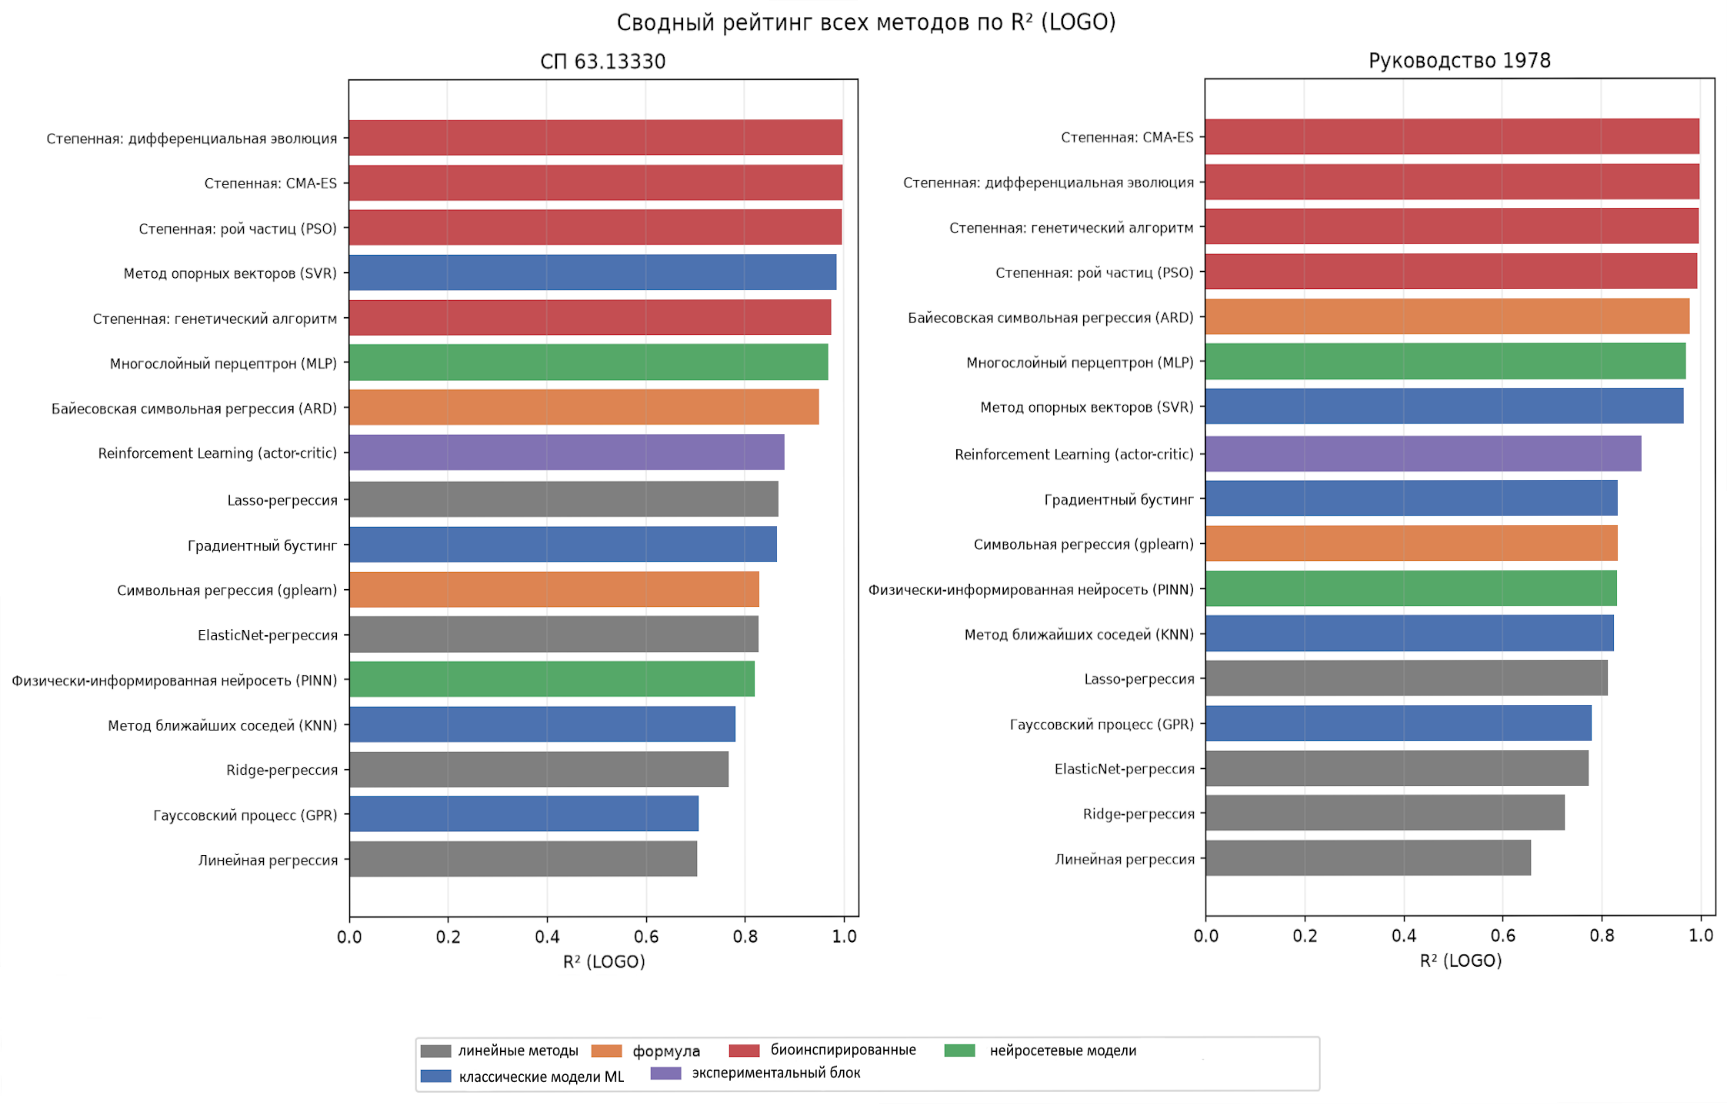 Сводный рейтинг всех методов по R² (LOGO)
СП 63.13330
Степенная: дифференциальная эволюция
Степенная: CMA-ES
Степенная: рой частиц (PSO)
Метод опорных векторов (SVR)
Степенная: генетический алгоритм
Многослойный перцептрон (MLP)
Байесовская символьная регрессия (ARD)
Reinforcement Learning (actor-critic)
Lasso-регрессия
Градиентный бустинг
Символьная регрессия (gplearn)
ElasticNet-регрессия
Физически-информированная нейросеть (PINN)
Метод ближайших соседей (KNN)
Ridge-регрессия
Гауссовский процесс (GPR)
Линейная регрессия
0.0 0.2 0.4 0.6 0.8 1.0
R² (LOGO)
Руководство 1978
Степенная: CMA-ES
Степенная: дифференциальная эволюция
Степенная: генетический алгоритм
Степенная: рой частиц (PSO)
Байесовская символьная регрессия (ARD)
Многослойный перцептрон (MLP)
Метод опорных векторов (SVR)
Reinforcement Learning (actor-critic)
Градиентный бустинг
Символьная регрессия (gplearn)
Физически-информированная нейросеть (PINN)
Метод ближайших соседей (KNN)
Lasso-регрессия
Гауссовский процесс (GPR)
ElasticNet-регрессия
Ridge-регрессия
Линейная регрессия
0.0 0.2 0.4 0.6 0.8 1.0
R² (LOGO)
линейные методы формула биоинспирированные нейросетевые модели
классические модели ML экспериментальный блок